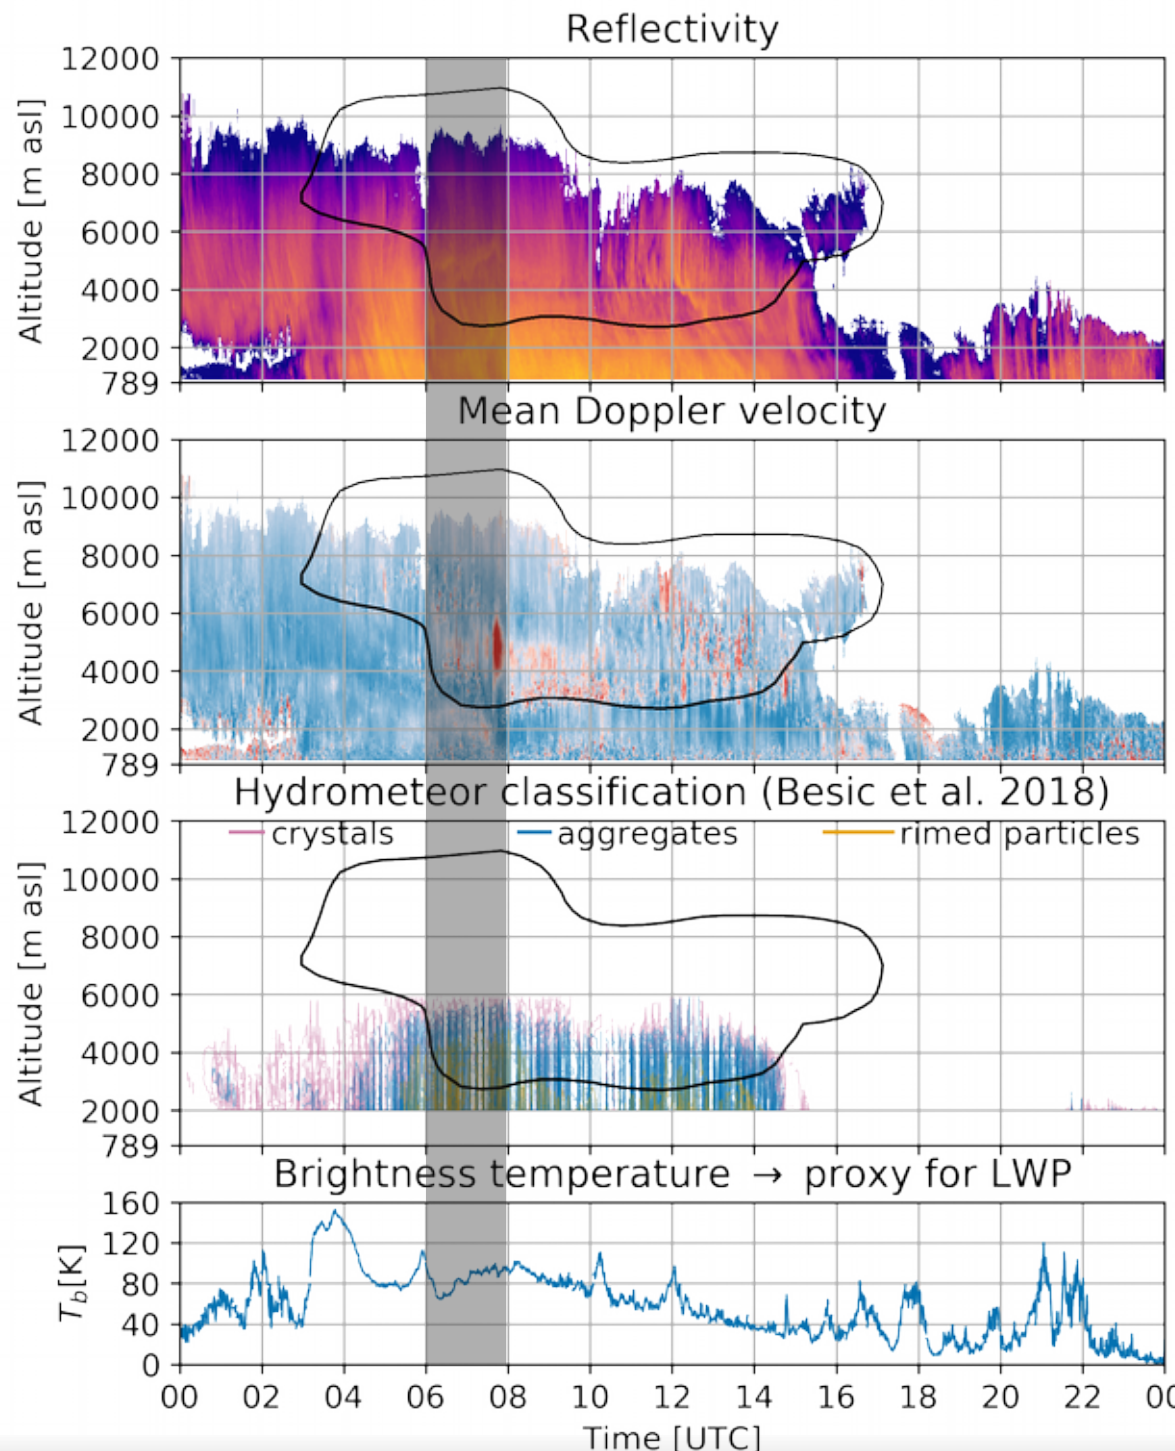 Reflectivity
12000
10000
8000
6000
4000
2000
789
Altitude [m asl]
Mean Doppler velocity
12000
10000
8000
6000
4000
2000
789
Altitude [m asl]
Hydrometeor classification (Besic et al. 2018)
12000
crystals aggregates rimed particles
10000
8000
6000
4000
2000
789
Altitude [m asl]
Brightness temperature → proxy for LWP
160
120
80
40
0
T_b[K]
00 02 04 06 08 10 12 14 16 18 20 22 00
Time [UTC]